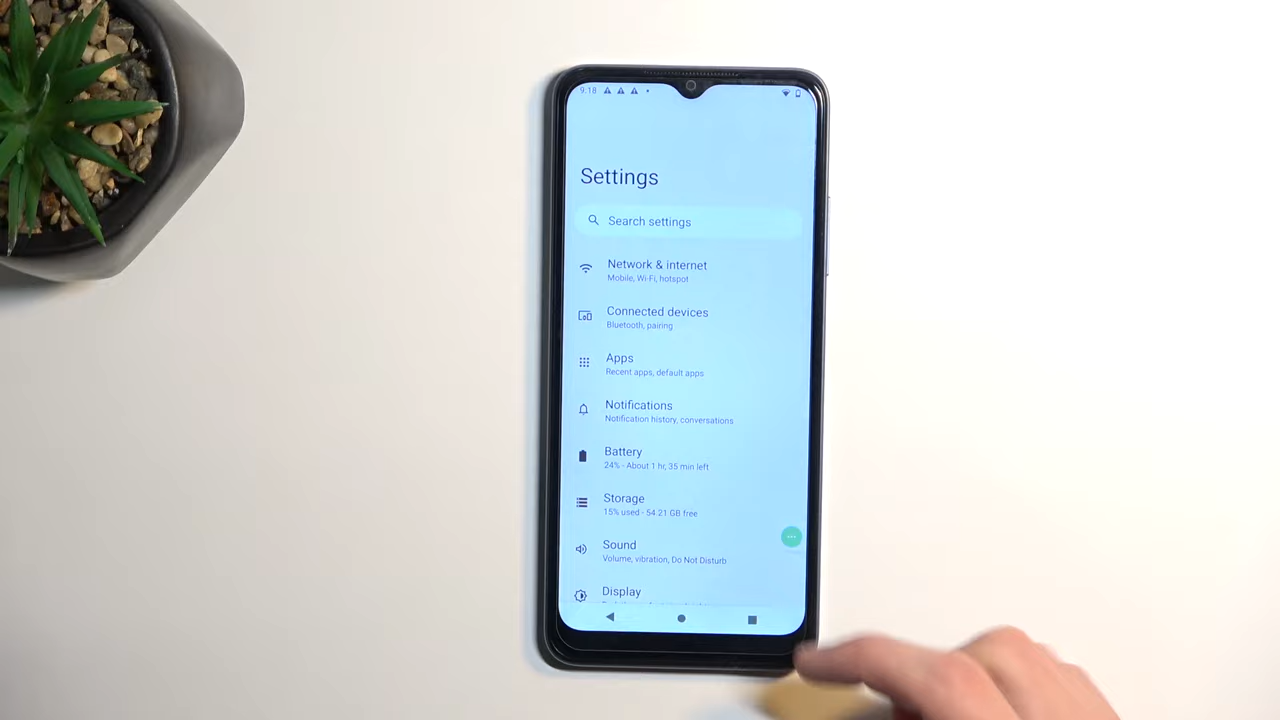 9:18
Settings
Search settings
Network & internet
Mobile, Wi-Fi, hotspot
Connected devices
Bluetooth, pairing
Apps
Recent apps, default apps
Notifications
Notification history, conversations
Battery
24% - About 1 hr, 35 min left
Storage
15% used - 54.21 GB free
Sound
Volume, vibration, Do Not Disturb
Display